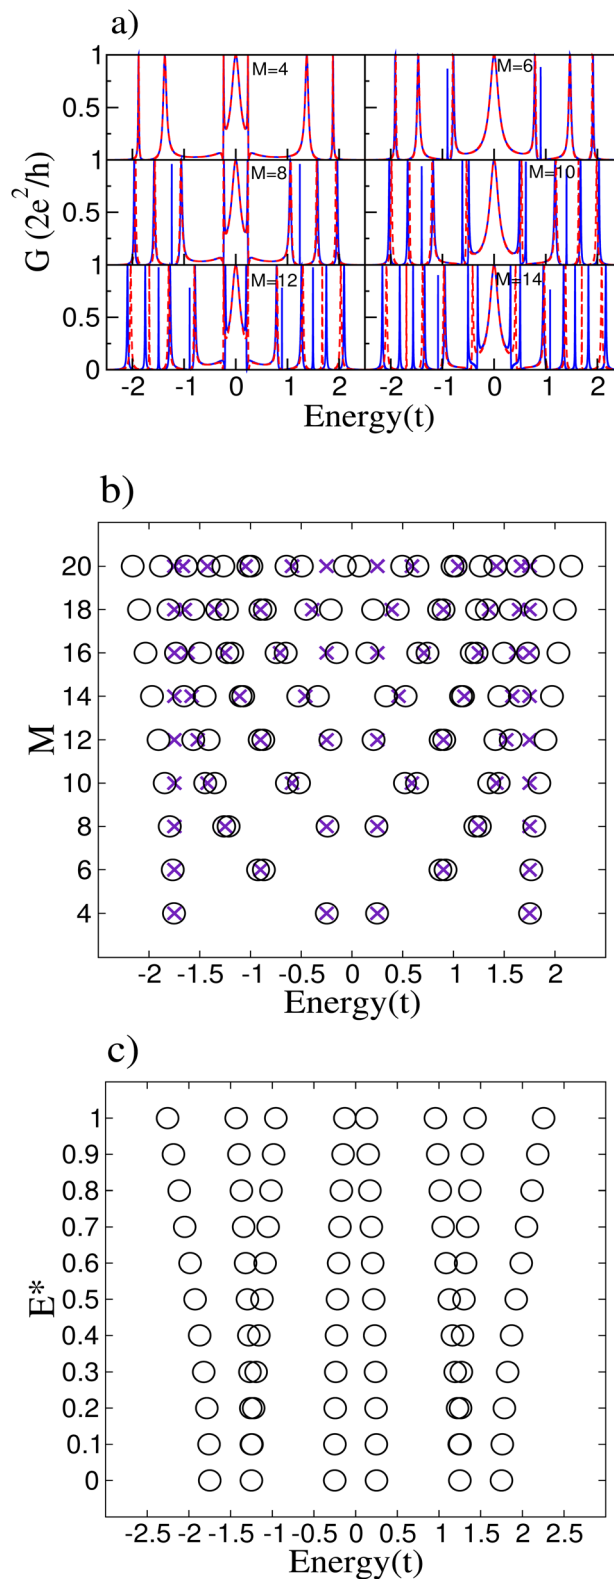 a)
G (2e²/h)
1
0.5
1
0.5
1
0.5
0
M=4
M=6
M=8
M=10
M=12
M=14
-2 -1 0 1 2 -2 -1 0 1 2
Energy(t)
b)
M
20
18
16
14
12
10
8
6
4
-2 -1.5 -1 -0.5 0 0.5 1 1.5 2
Energy(t)
c)
E*
1
0.9
0.8
0.7
0.6
0.5
0.4
0.3
0.2
0.1
0
-2.5 -2 -1.5 -1 -0.5 0 0.5 1 1.5 2 2.5
Energy(t)